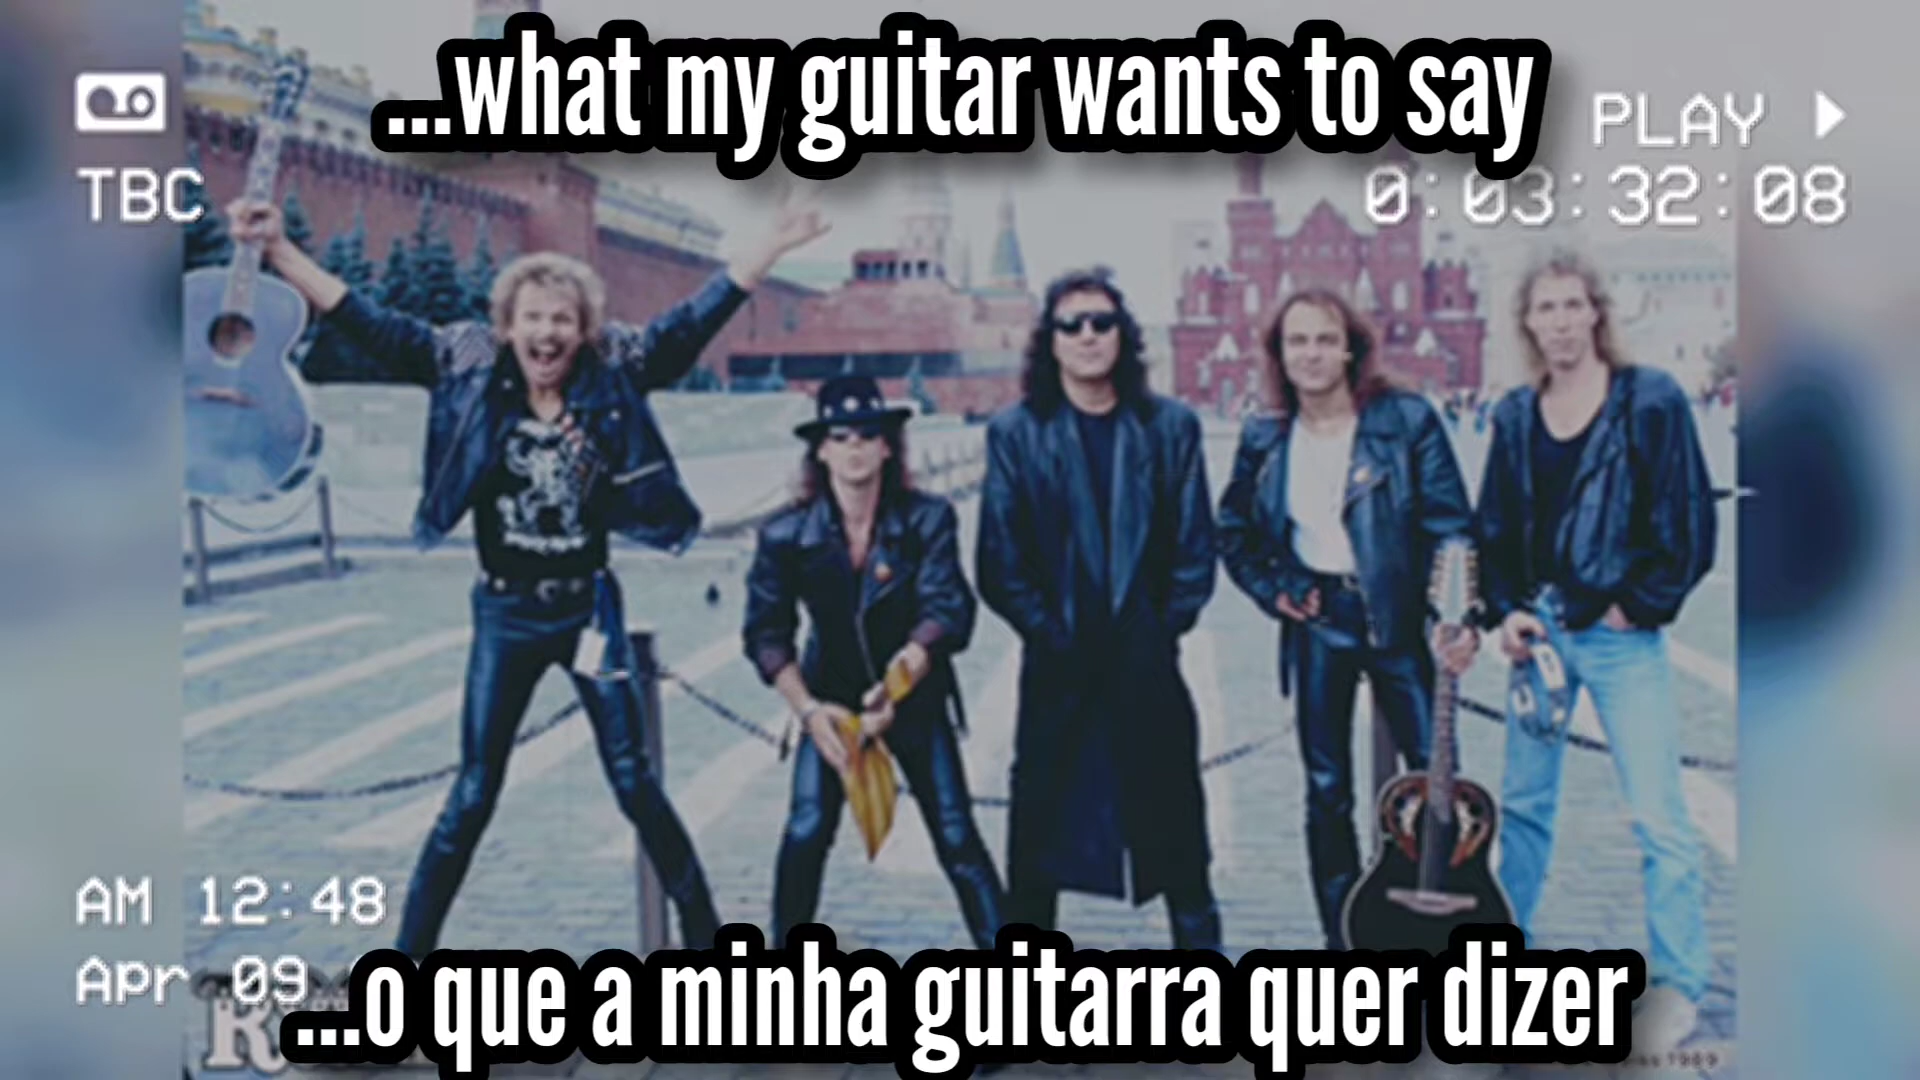 ...what my guitar wants to say
PLAY
TBC
0:03:32:08
AM 12:48
Apr 09
...o que a minha guitarra quer dizer
1989